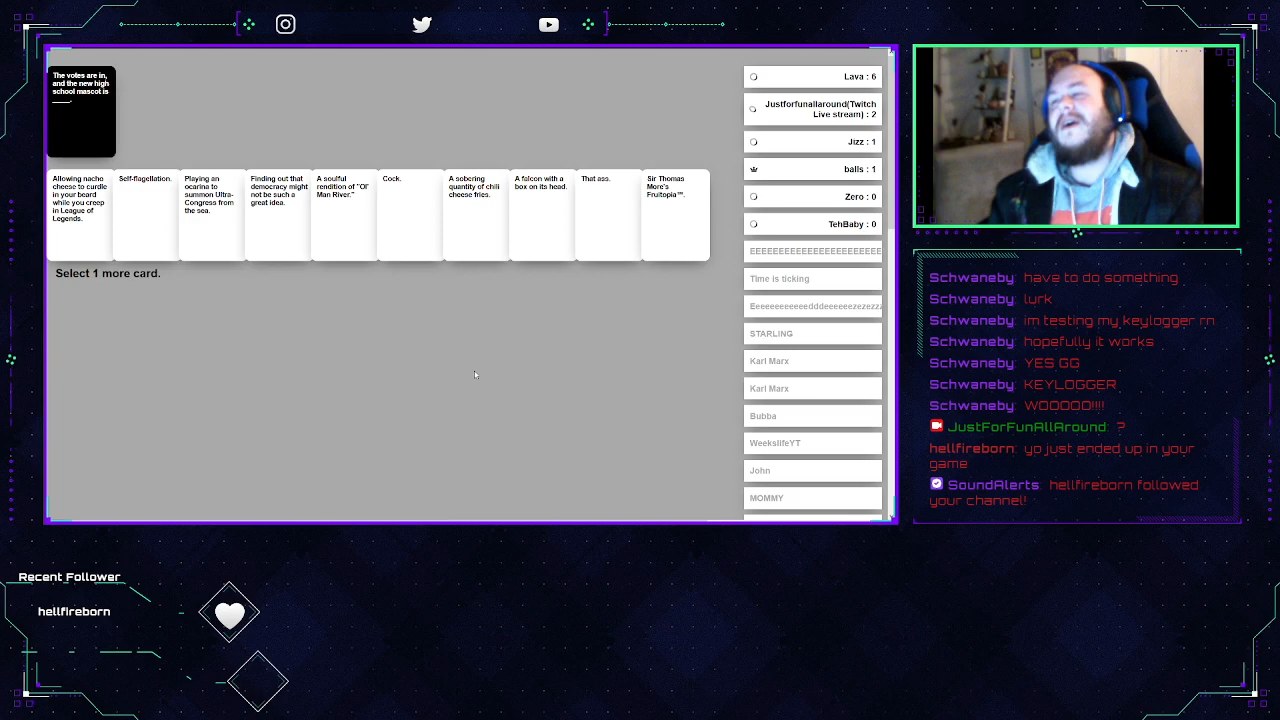 The votes are in,
and the new high
school mascot is
_____.
Allowing nacho
cheese to curdle
in your beard
while you creep
in League of
Legends.
Self-flagellation.
Playing an
ocarina to
summon Ultra-
Congress from
the sea.
Finding out that
democracy might
not be such a
great idea.
A soulful
rendition of "Ol'
Man River."
Cock.
A sobering
quantity of chili
cheese fries.
A falcon with a
box on its head.
That ass.
Sir Thomas
More's
Fruitopia™.
Select 1 more card.
Lava : 6
Justforfunallaround(Twitch
Live stream) : 2
Jizz : 1
balls : 1
Zero : 0
TehBaby : 0
TIme is ticking
STARLING
Karl Marx
Karl Marx
Bubba
WeekslifeYT
John
MOMMY
Schwaneby: have to do something
Schwaneby: lurk
Schwaneby: im testing my keylogger rn
Schwaneby: hopefully it works
Schwaneby: YES GG
Schwaneby: KEYLOGGER
Schwaneby: WOOOOO!!!!
JustForFunAllAround: ?
hellfireborn: yo just ended up in your
game
SoundAlerts: hellfireborn followed
your channel!
Recent Follower
hellfireborn